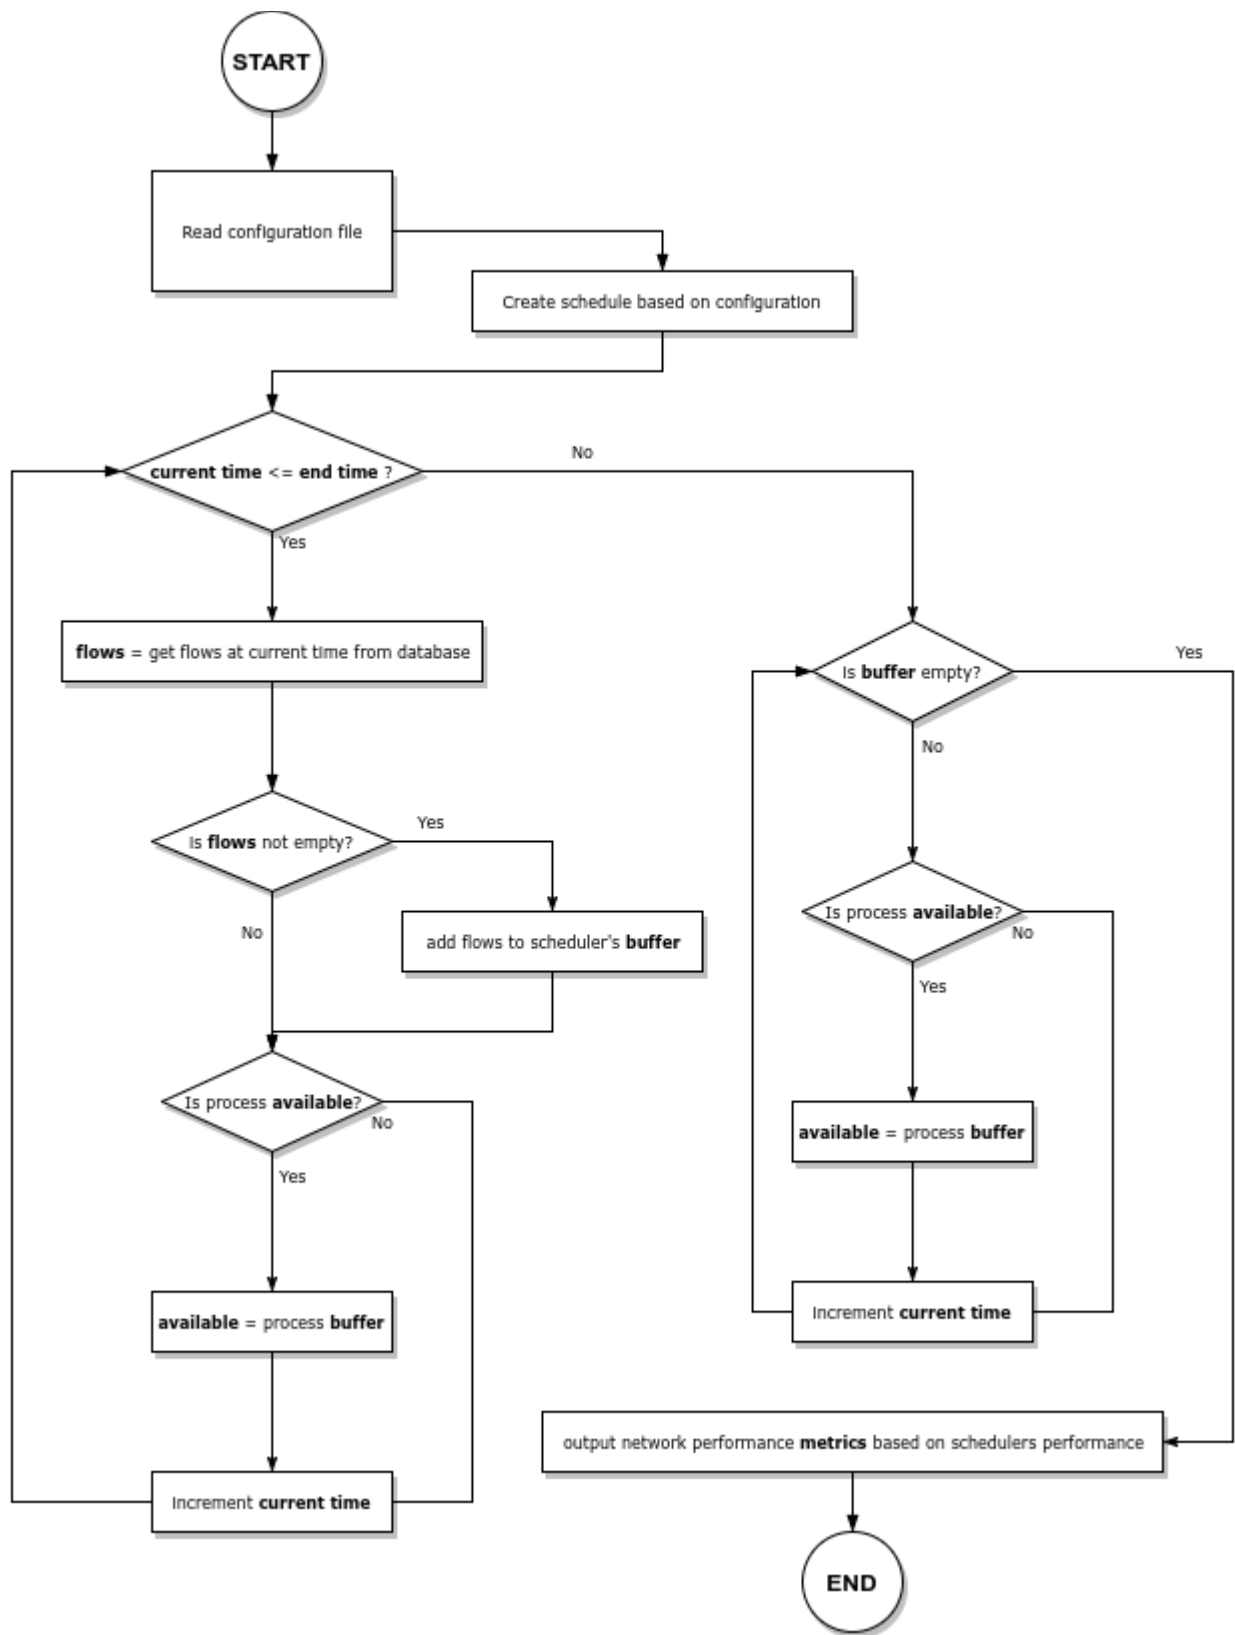 START
Read configuration file
Create schedule based on configuration
current time <= end time ?
No
Yes
flows = get flows at current time from database
Is buffer empty?
Yes
No
Is flows not empty?
Yes
No
add flows to scheduler's buffer
Is process available?
No
Yes
Is process available?
No
Yes
available = process buffer
Increment current time
available = process buffer
Increment current time
output network performance metrics based on schedulers performance
END